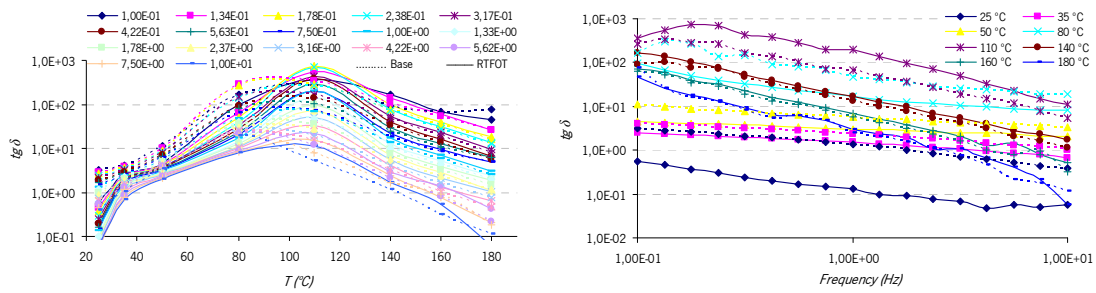 1,00E-01 1,34E-01 1,78E-01 2,38E-01 3,17E-01
4,22E-01 5,63E-01 7,50E-01 1,00E+00 1,33E+00
1,78E+00 2,37E+00 3,16E+00 4,22E+00 5,62E+00
7,50E+00 1,00E+01 Base RTFOT
1,0E+03
1,0E+02
1,0E+01
1,0E+00
1,0E-01
tg δ
20 40 60 80 100 120 140 160 180
T (°C)
25 °C 35 °C
50 °C 80 °C
110 °C 140 °C
160 °C 180 °C
1,0E+03
1,0E+02
1,0E+01
1,0E+00
1,0E-01
1,0E-02
tg δ
1,00E-01 1,00E+00 1,00E+01
Frequency (Hz)